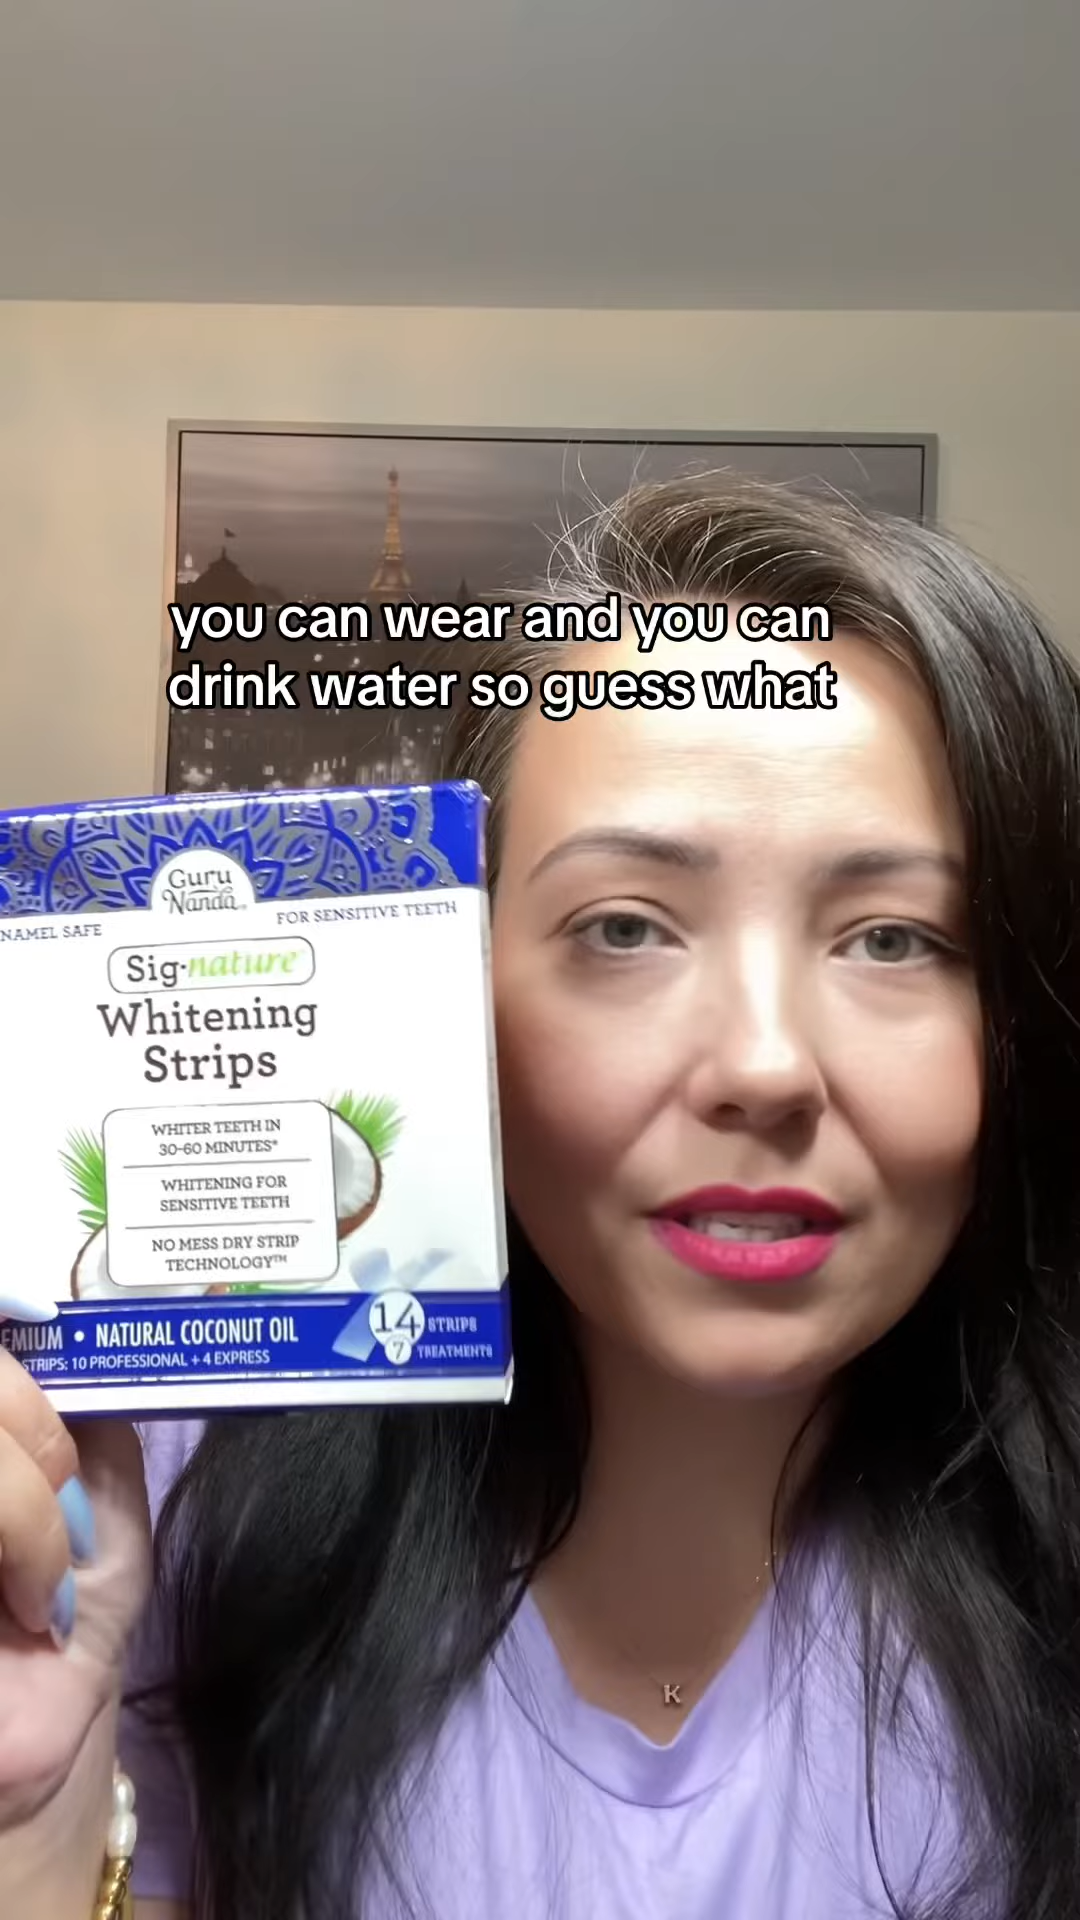 you can wear and you can
drink water so guess what
Guru
Nanda
NAMEL SAFE
FOR SENSITIVE TEETH
Sig·nature
Whitening
Strips
WHITER TEETH IN
30-60 MINUTES*
WHITENING FOR
SENSITIVE TEETH
NO MESS DRY STRIP
TECHNOLOGY™
EMIUM • NATURAL COCONUT OIL
STRIPS: 10 PROFESSIONAL + 4 EXPRESS
14 STRIPS
7 TREATMENTS
K